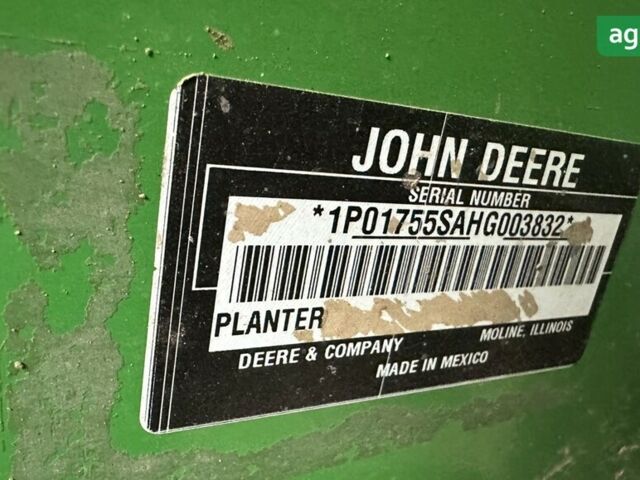 ag
JOHN DEERE
SERIAL NUMBER
*1P01755SAHG003832*
PLANTER
MOLINE, ILLINOIS
DEERE & COMPANY
MADE IN MEXICO